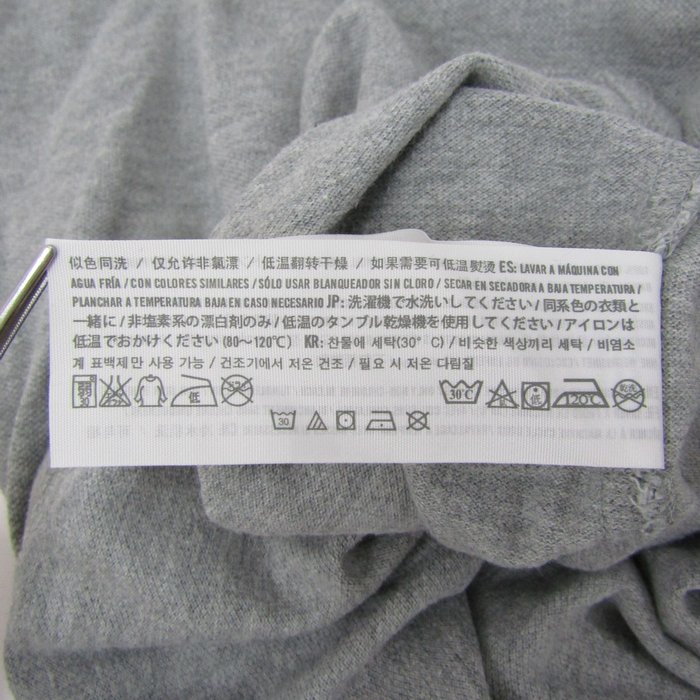 似色同洗 / 仅允许非氯漂 / 低温翻转干燥 / 如果需要可低温熨烫 ES: LAVAR A MÁQUINA CON
AGUA FRÍA / CON COLORES SIMILARES / SÓLO USAR BLANQUEADOR SIN CLORO / SECAR EN SECADORA A BAJA TEMPERATURA /
PLANCHAR A TEMPERATURA BAJA EN CASO NECESARIO JP: 洗濯機で水洗いしてください / 同系色の衣類と
一緒に / 非塩素系の漂白剤のみ / 低温のタンブル乾燥機を使用してください / アイロンは
低温でおかけください (80～120℃) KR: 찬물에 세탁(30° C) / 비슷한 색상끼리 세탁 / 비염소
계 표백제만 사용 가능 / 건조기에서 저온 건조 / 필요 시 저온 다림질
弱 30 低 30℃ 低 120 乾洗
30